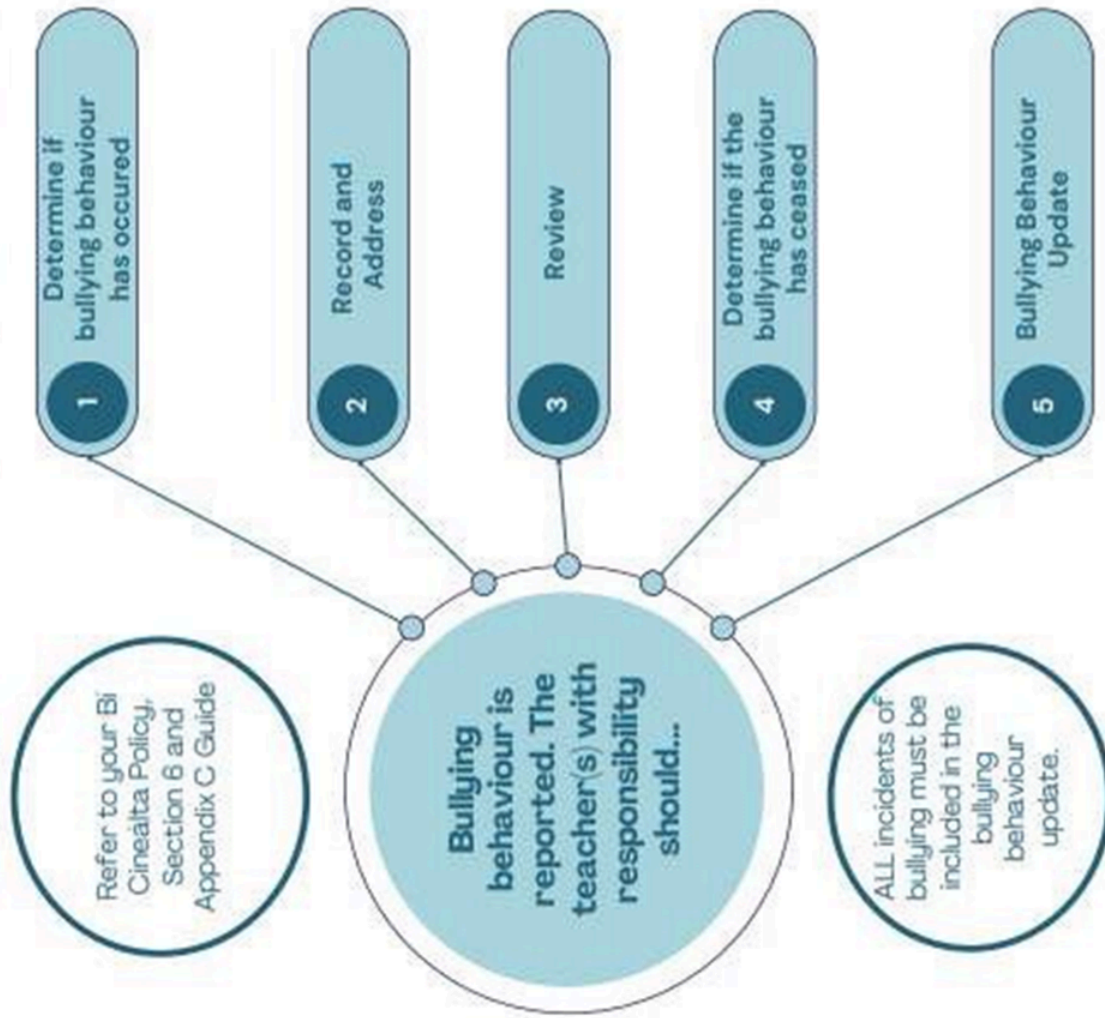 Refer to your Bí
Cinealta Policy,
Section 6 and
Appendix C Guide
Bullying
behaviour is
reported. The
teacher(s) with
responsibility
should...
ALL incidents of
bullying must be
included in the
bullying
behaviour
update.
1
Determine if
bullying behaviour
has occured
2
Record and
Address
3
Review
4
Determine if the
bullying behaviour
has ceased
5
Bullying Behaviour
Update